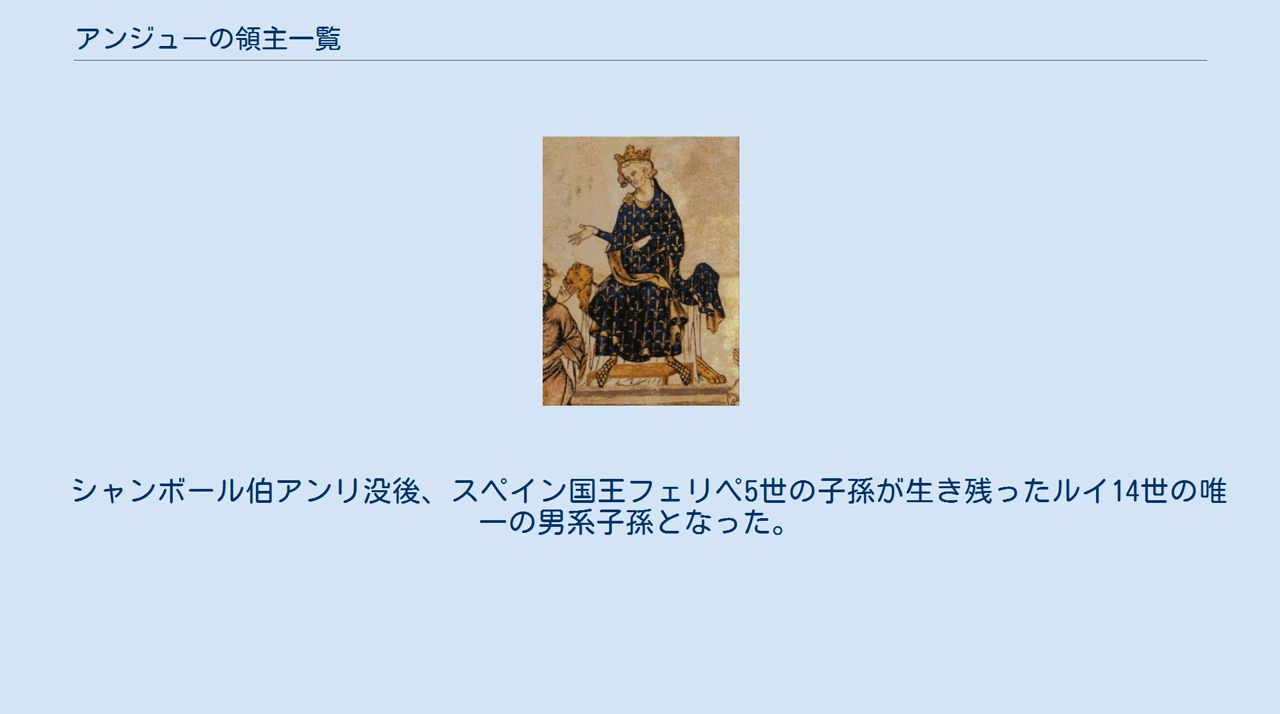 アンジューの領主一覧
シャンボール伯アンリ没後、スペイン国王フェリペ5世の子孫が生き残ったルイ14世の唯
一の男系子孫となった。